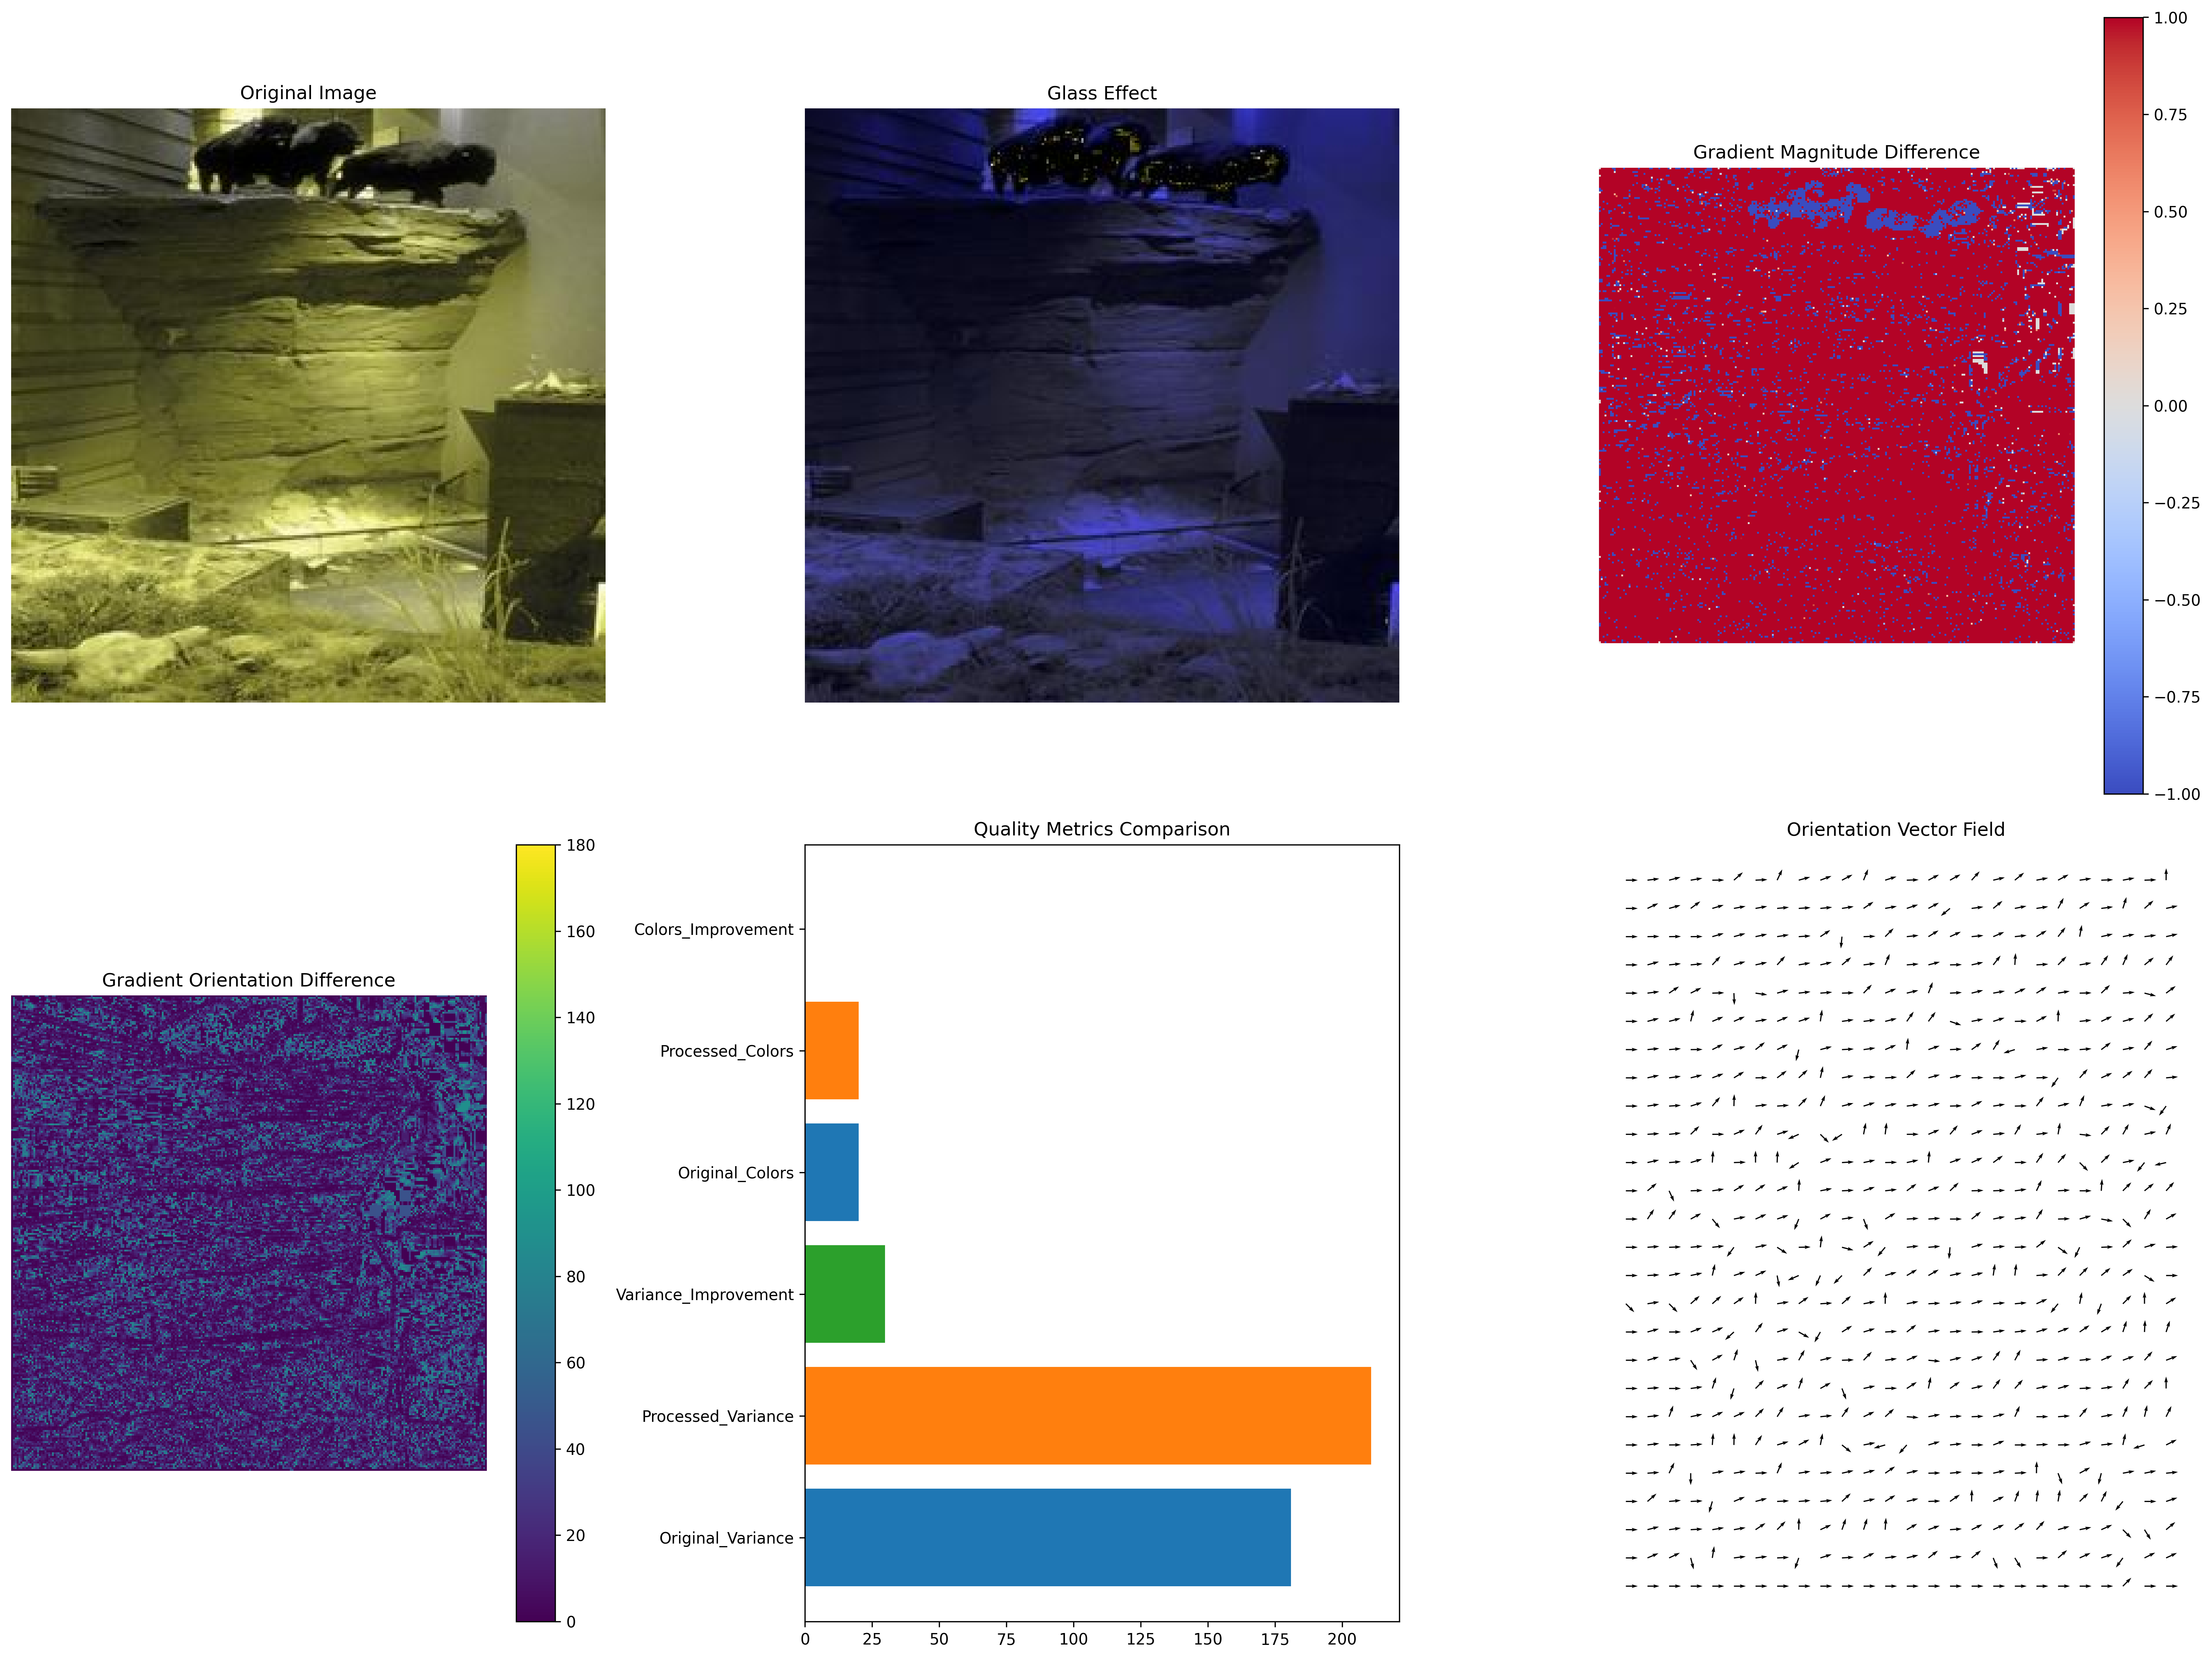 Original Image
Glass Effect
Gradient Magnitude Difference
1.00
0.75
0.50
0.25
0.00
−0.25
−0.50
−0.75
−1.00
Gradient Orientation Difference
180
160
140
120
100
80
60
40
20
0
Quality Metrics Comparison
Colors_Improvement
Processed_Colors
Original_Colors
Variance_Improvement
Processed_Variance
Original_Variance
0 25 50 75 100 125 150 175 200
Orientation Vector Field